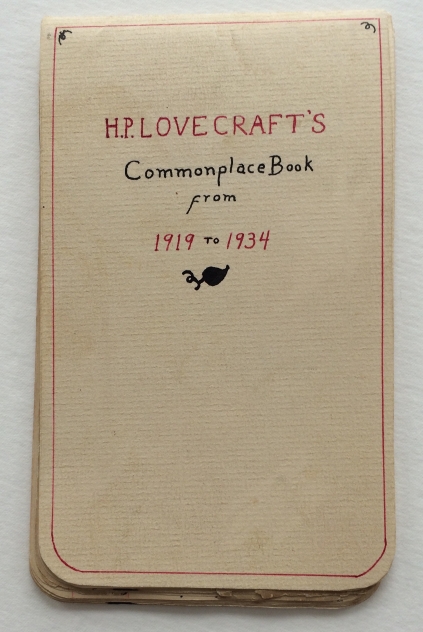 H.P. LOVECRAFT'S
Commonplace Book
from
1919 TO 1934